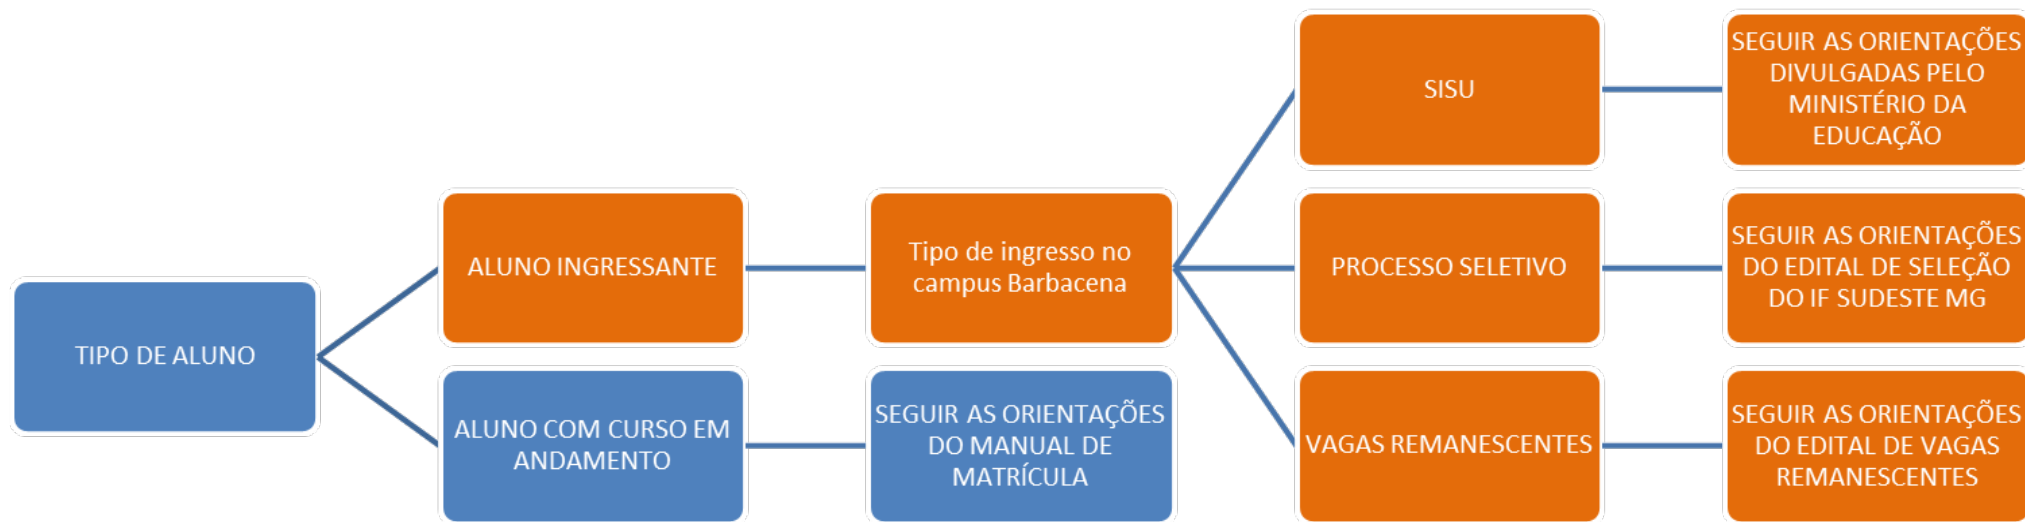 TIPO DE ALUNO
ALUNO INGRESSANTE
Tipo de ingresso no
campus Barbacena
SISU
SEGUIR AS ORIENTAÇÕES
DIVULGADAS PELO
MINISTÉRIO DA
EDUCAÇÃO
PROCESSO SELETIVO
SEGUIR AS ORIENTAÇÕES
DO EDITAL DE SELEÇÃO
DO IF SUDESTE MG
VAGAS REMANESCENTES
SEGUIR AS ORIENTAÇÕES
DO EDITAL DE VAGAS
REMANESCENTES
ALUNO COM CURSO EM
ANDAMENTO
SEGUIR AS ORIENTAÇÕES
DO MANUAL DE
MATRÍCULA